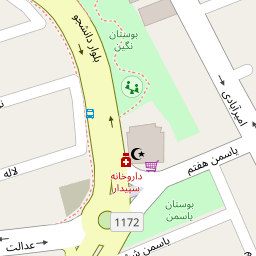 بوستان
نگین
بلوار دانشجو
امیرآبادی
یاسمن هفتم
داروخانه
سپیدار
لاله
بوستان
یاسمن
1172
عدالت